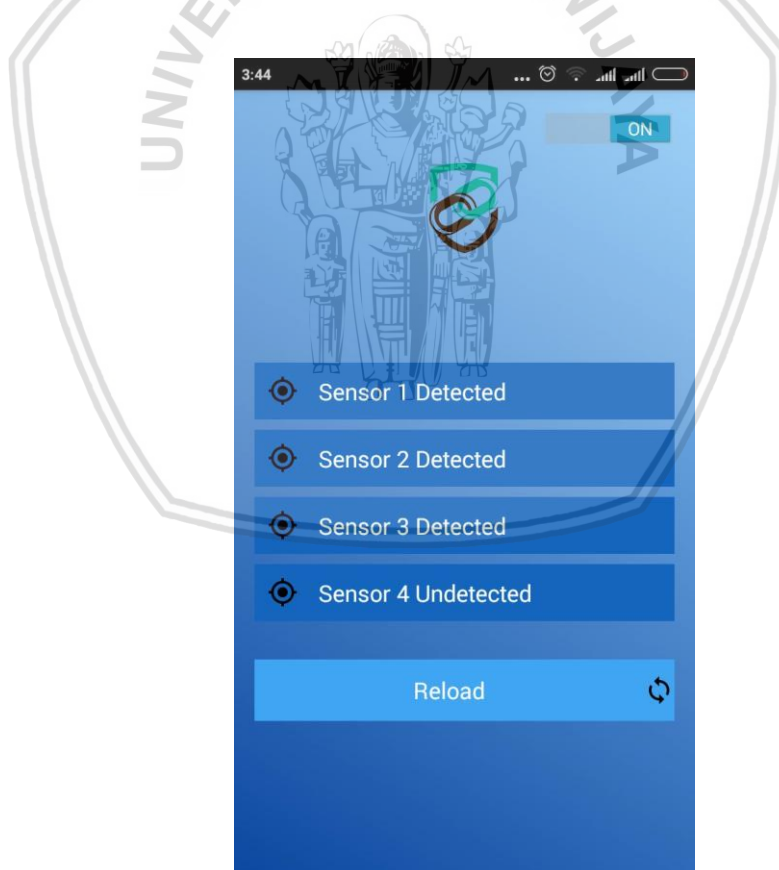 3:44
ON
Sensor 1 Detected
Sensor 2 Detected
Sensor 3 Detected
Sensor 4 Undetected
Reload